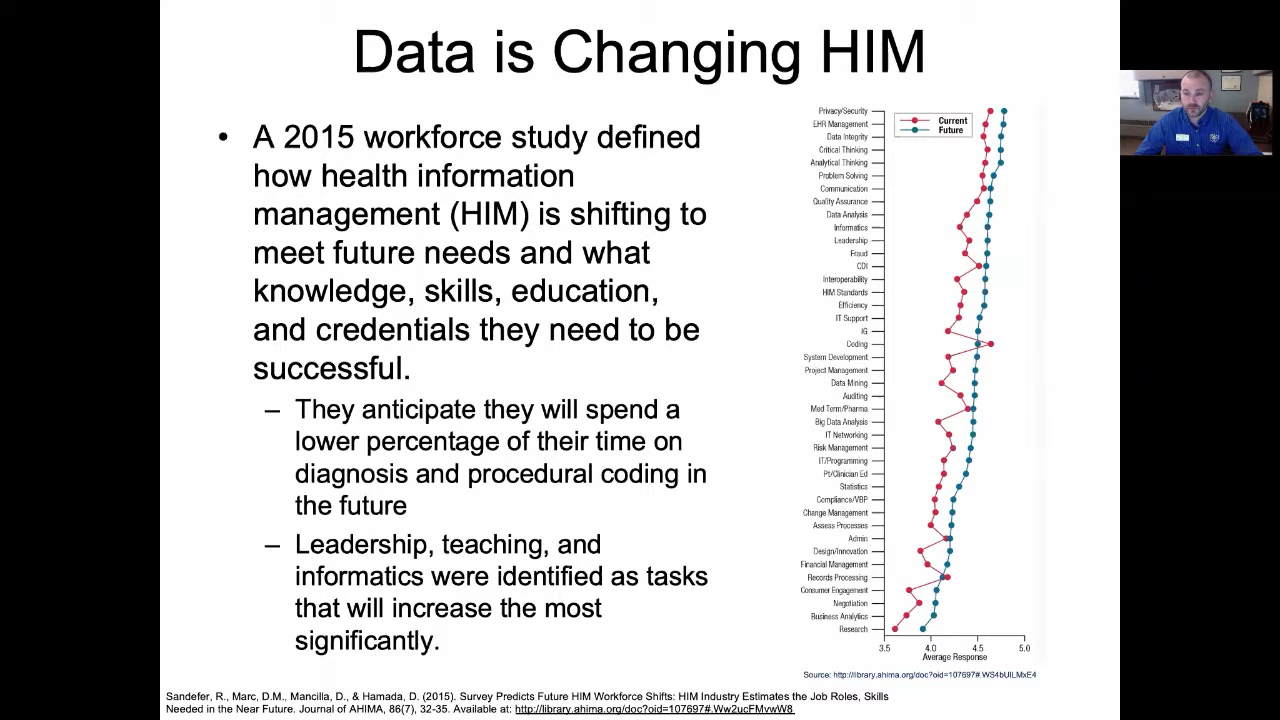 Data is Changing HIM
• A 2015 workforce study defined
how health information
management (HIM) is shifting to
meet future needs and what
knowledge, skills, education,
and credentials they need to be
successful.
– They anticipate they will spend a
lower percentage of their time on
diagnosis and procedural coding in
the future
– Leadership, teaching, and
informatics were identified as tasks
that will increase the most
significantly.
Current
Future
Privacy/Security
EHR Management
Data Integrity
Critical Thinking
Analytical Thinking
Problem Solving
Communication
Quality Assurance
Data Analysis
Informatics
Leadership
Fraud
CDI
Interoperability
HIM Standards
Efficiency
IT Support
IG
Coding
System Development
Project Management
Data Mining
Auditing
Med Term/Pharma
Big Data Analysis
IT Networking
Risk Management
IT/Programming
Pt/Clinician Ed
Statistics
Compliance/VBP
Change Management
Assess Processes
Admin
Design/Innovation
Financial Management
Records Processing
Consumer Engagement
Negotiation
Business Analytics
Research
3.5 4.0 4.5 5.0
Average Response
Source: http://library.ahima.org/doc?oid=107697#.WS4bUILMxE4
Sandefer, R., Marc, D.M., Mancilla, D., & Hamada, D. (2015). Survey Predicts Future HIM Workforce Shifts: HIM Industry Estimates the Job Roles, Skills
Needed in the Near Future. Journal of AHIMA, 86(7), 32-35. Available at: http://library.ahima.org/doc?oid=107697#.Ww2ucFMvwW8.